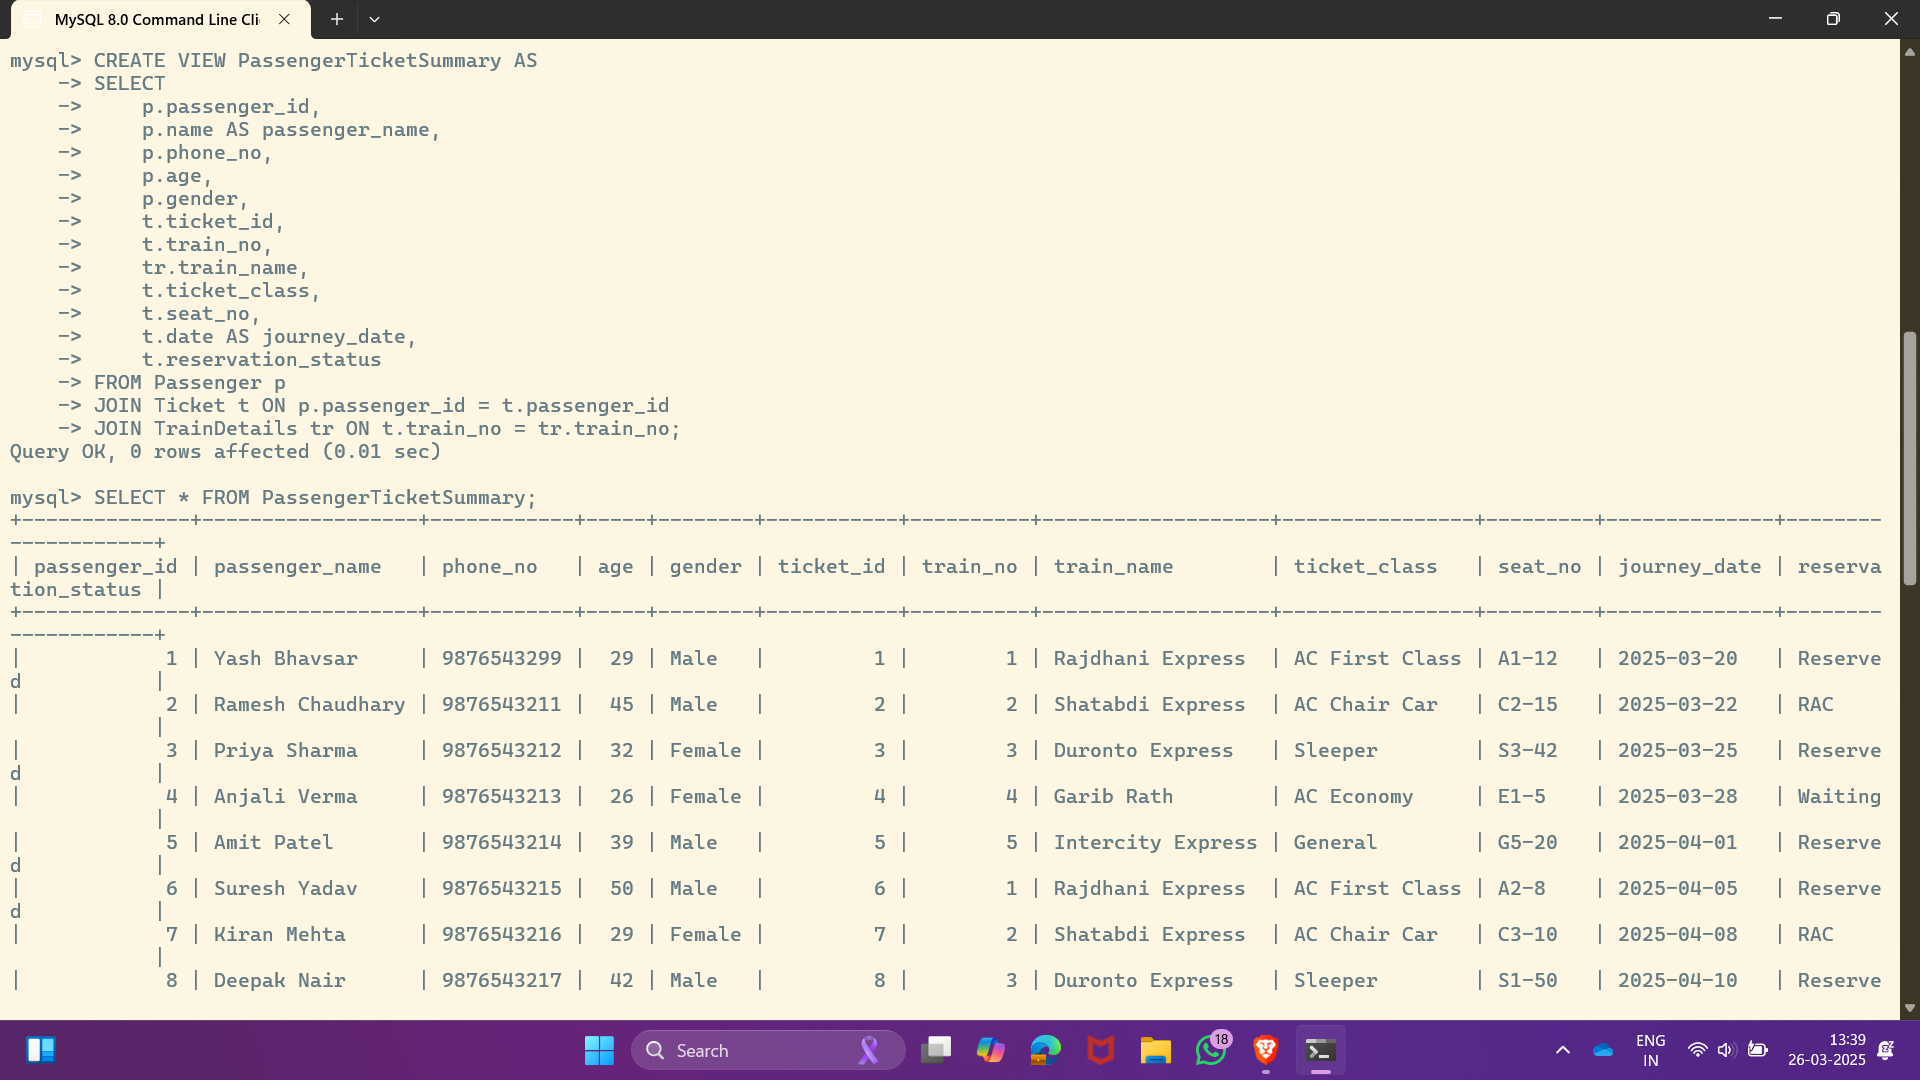 MySQL 8.0 Command Line Cli
mysql> CREATE VIEW PassengerTicketSummary AS
    -> SELECT
    ->     p.passenger_id,
    ->     p.name AS passenger_name,
    ->     p.phone_no,
    ->     p.age,
    ->     p.gender,
    ->     t.ticket_id,
    ->     t.train_no,
    ->     tr.train_name,
    ->     t.ticket_class,
    ->     t.seat_no,
    ->     t.date AS journey_date,
    ->     t.reservation_status
    -> FROM Passenger p
    -> JOIN Ticket t ON p.passenger_id = t.passenger_id
    -> JOIN TrainDetails tr ON t.train_no = tr.train_no;
Query OK, 0 rows affected (0.01 sec)
mysql> SELECT * FROM PassengerTicketSummary;
+--------------+------------------+------------+-----+--------+-----------+----------+-------------------+----------------+---------+--------------+--------
------------+
| passenger_id | passenger_name   | phone_no   | age | gender | ticket_id | train_no | train_name        | ticket_class   | seat_no | journey_date | reserva
tion_status |
+--------------+------------------+------------+-----+--------+-----------+----------+-------------------+----------------+---------+--------------+--------
------------+
|            1 | Yash Bhavsar     | 9876543299 |  29 | Male   |         1 |        1 | Rajdhani Express  | AC First Class | A1-12   | 2025-03-20   | Reserve
d           |
|            2 | Ramesh Chaudhary | 9876543211 |  45 | Male   |         2 |        2 | Shatabdi Express  | AC Chair Car   | C2-15   | 2025-03-22   | RAC
            |
|            3 | Priya Sharma     | 9876543212 |  32 | Female |         3 |        3 | Duronto Express   | Sleeper        | S3-42   | 2025-03-25   | Reserve
d           |
|            4 | Anjali Verma     | 9876543213 |  26 | Female |         4 |        4 | Garib Rath        | AC Economy     | E1-5    | 2025-03-28   | Waiting
            |
|            5 | Amit Patel       | 9876543214 |  39 | Male   |         5 |        5 | Intercity Express | General        | G5-20   | 2025-04-01   | Reserve
d           |
|            6 | Suresh Yadav     | 9876543215 |  50 | Male   |         6 |        1 | Rajdhani Express  | AC First Class | A2-8    | 2025-04-05   | Reserve
d           |
|            7 | Kiran Mehta      | 9876543216 |  29 | Female |         7 |        2 | Shatabdi Express  | AC Chair Car   | C3-10   | 2025-04-08   | RAC
            |
|            8 | Deepak Nair      | 9876543217 |  42 | Male   |         8 |        3 | Duronto Express   | Sleeper        | S1-50   | 2025-04-10   | Reserve
Search
18
ENG
IN
13:39
26-03-2025